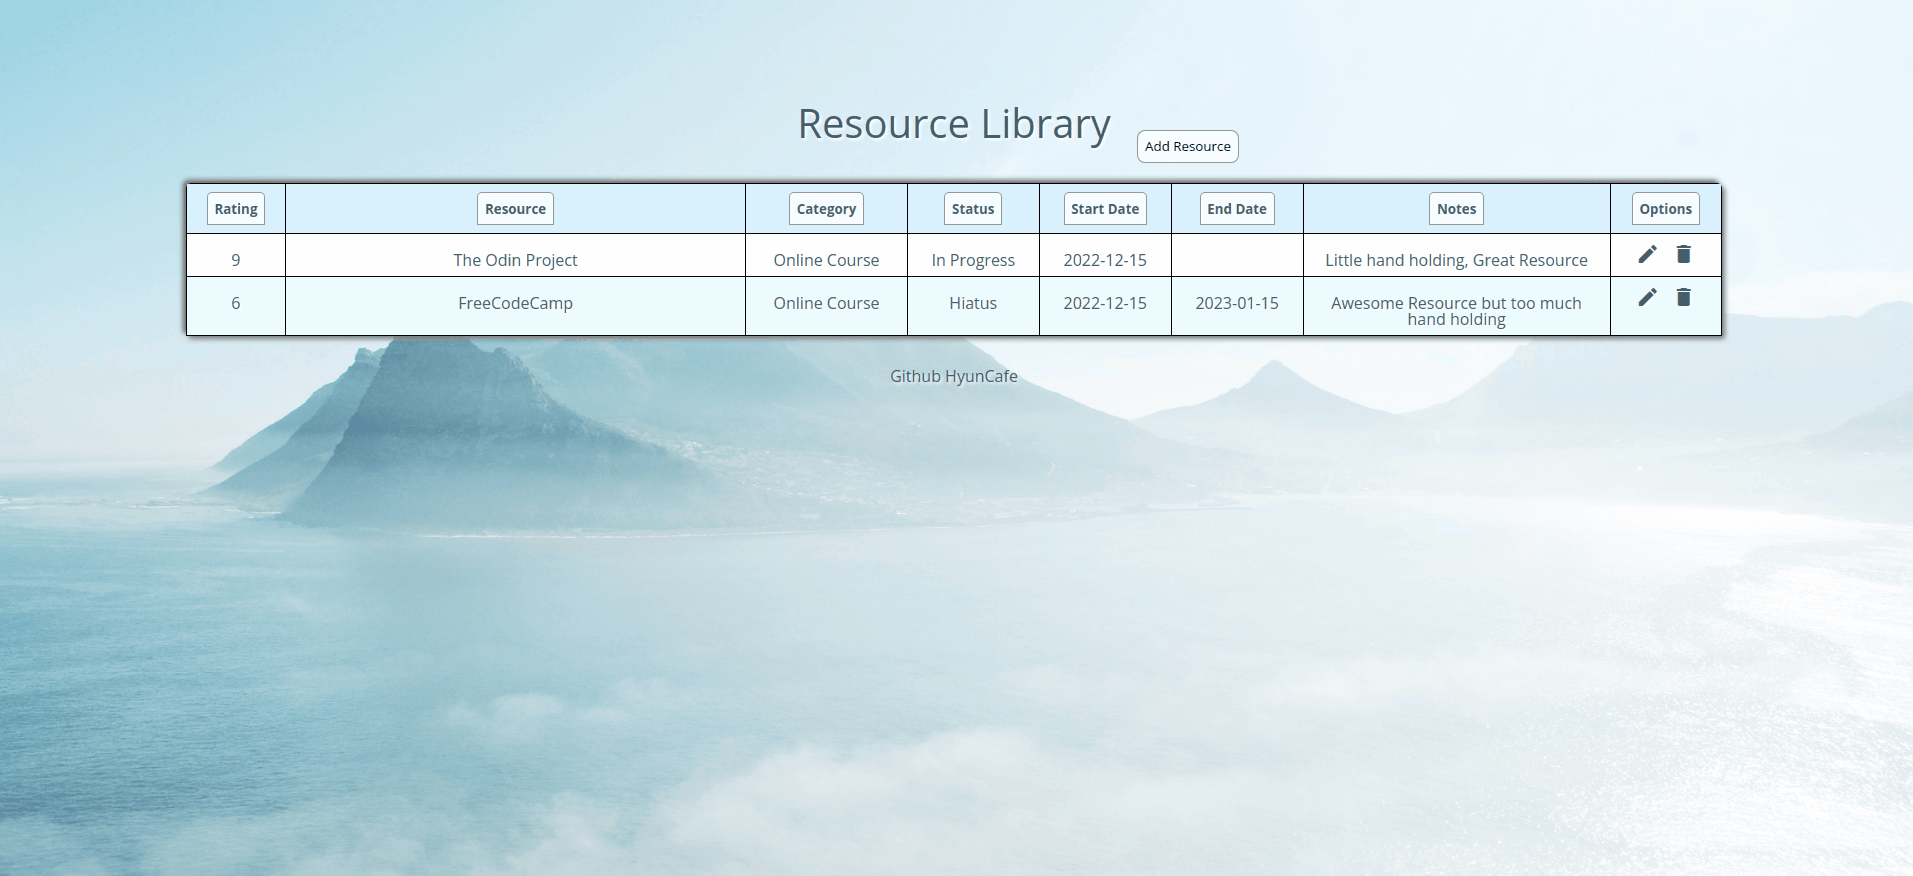 Resource Library
Add Resource
Rating Resource Category Status Start Date End Date Notes Options
9 The Odin Project Online Course In Progress 2022-12-15 Little hand holding, Great Resource
6 FreeCodeCamp Online Course Hiatus 2022-12-15 2023-01-15 Awesome Resource but too much
hand holding
Github HyunCafe